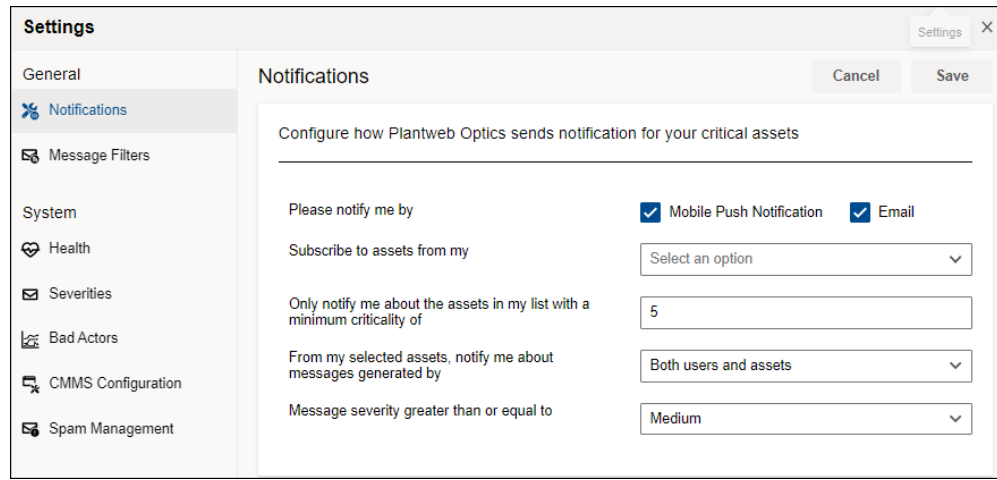 Settings
Settings
General
Notifications
Message Filters
System
Health
Severities
Bad Actors
CMMS Configuration
Spam Management
Notifications
Cancel
Save
Configure how Plantweb Optics sends notification for your critical assets
Please notify me by
Mobile Push Notification
Email
Subscribe to assets from my
Select an option
Only notify me about the assets in my list with a
minimum criticality of
5
From my selected assets, notify me about
messages generated by
Both users and assets
Message severity greater than or equal to
Medium